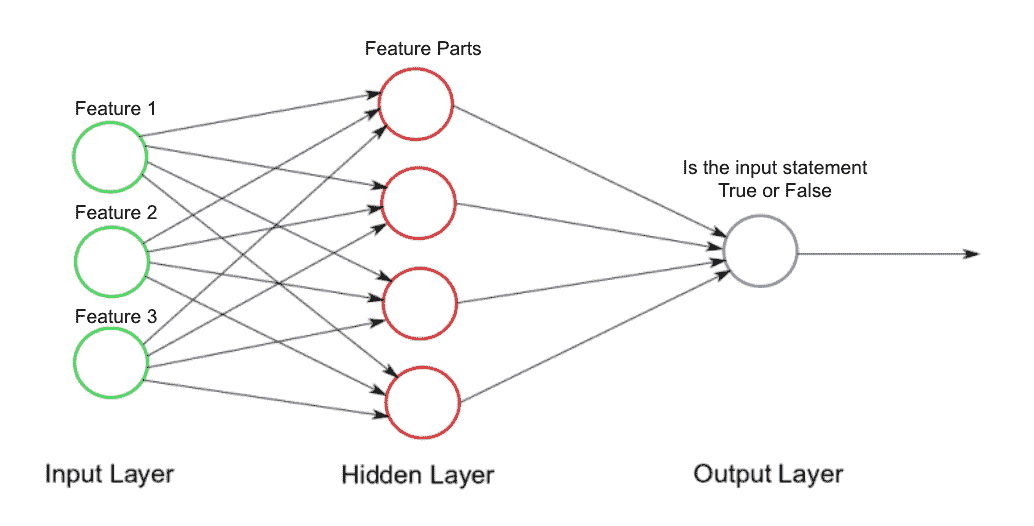 Feature Parts
Feature 1
Is the input statement
True or False
Feature 2
Feature 3
Input Layer
Hidden Layer
Output Layer